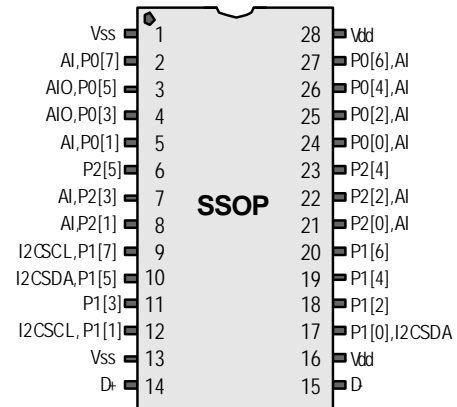 Vss 1 28 Vdd
AI,P0[7] 2 27 P0[6],AI
AIO,P0[5] 3 26 P0[4],AI
AIO,P0[3] 4 25 P0[2],AI
AI,P0[1] 5 24 P0[0],AI
P2[5] 6 23 P2[4]
AI,P2[3] 7 22 P2[2],AI
SSOP
AI,P2[1] 8 21 P2[0],AI
I2CSCL,P1[7] 9 20 P1[6]
I2CSDA,P1[5] 10 19 P1[4]
P1[3] 11 18 P1[2]
I2CSCL,P1[1] 12 17 P1[0],I2CSDA
Vss 13 16 Vdd
D+ 14 15 D-